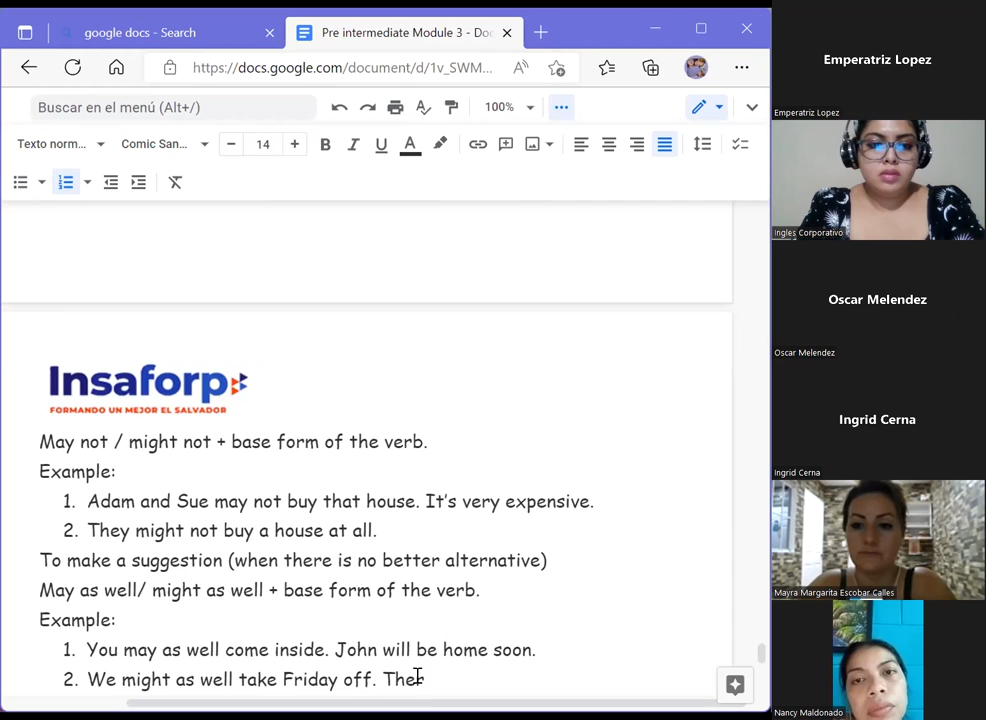 google docs - Search
Pre intermediate Module 3 - Doc
https://docs.google.com/document/d/1v_SWM...
Buscar en el menú (Alt+/)
100%
Texto norm...
Comic San...
14
Insaforp
FORMANDO UN MEJOR EL SALVADOR
May not / might not + base form of the verb.
Example:
1. Adam and Sue may not buy that house. It's very expensive.
2. They might not buy a house at all.
To make a suggestion (when there is no better alternative)
May as well/ might as well + base form of the verb.
Example:
1. You may as well come inside. John will be home soon.
2. We might as well take Friday off. Ther
Emperatriz Lopez
Emperatriz Lopez
Ingles Corporativo
Oscar Melendez
Oscar Melendez
Ingrid Cerna
Ingrid Cerna
Mayra Margarita Escobar Calles
Nancy Maldonado